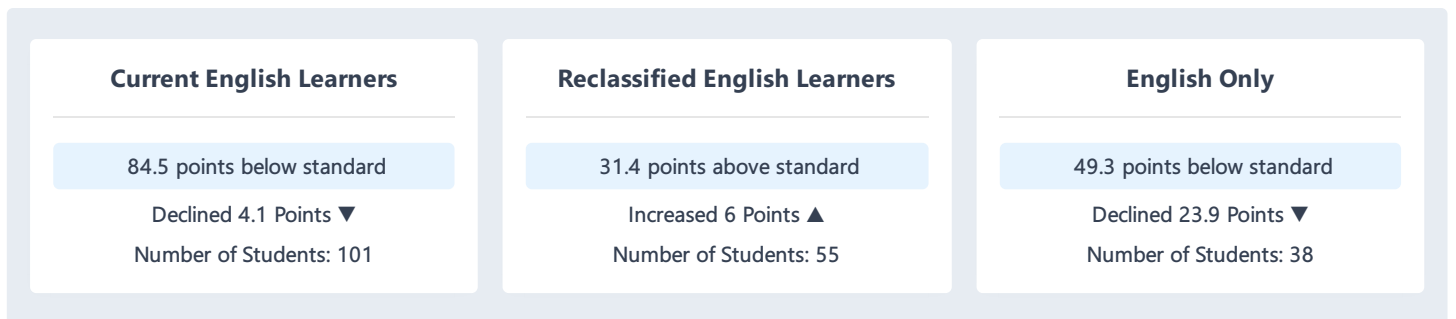 Current English Learners
84.5 points below standard
Declined 4.1 Points ▼
Number of Students: 101
Reclassified English Learners
31.4 points above standard
Increased 6 Points ▲
Number of Students: 55
English Only
49.3 points below standard
Declined 23.9 Points ▼
Number of Students: 38